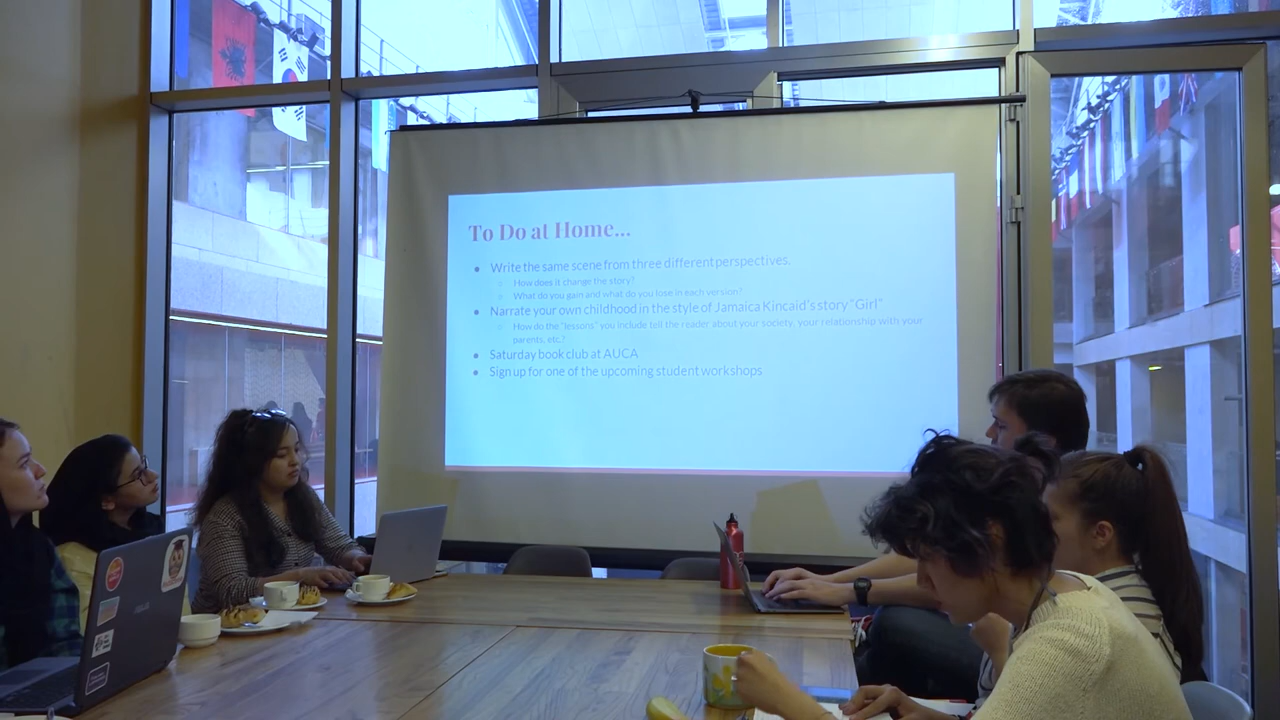 To Do at Home...
● Write the same scene from three different perspectives.
○ How does it change the story?
○ What do you gain and what do you lose in each version?
● Narrate your own childhood in the style of Jamaica Kincaid's story "Girl"
○ How do the "lessons" you include tell the reader about your society, your relationship with your
parents, etc.?
● Saturday book club at AUCA
● Sign up for one of the upcoming student workshops